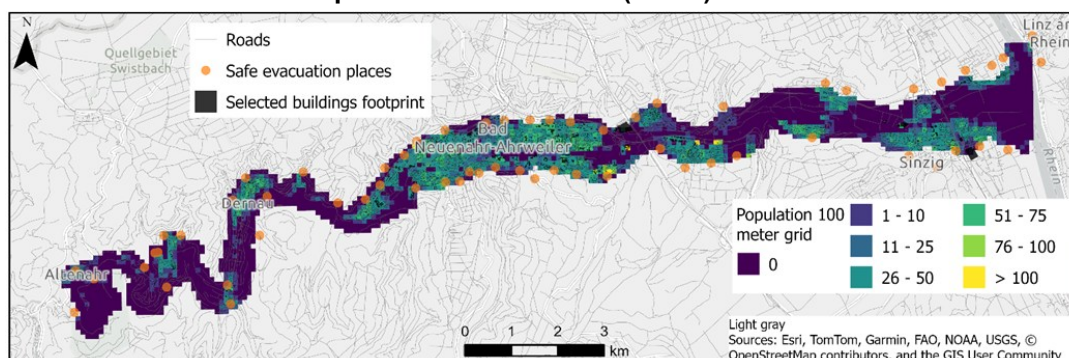 N
Roads
Safe evacuation places
Selected buildings footprint
Quellgebiet
Swistbach
Linz am
Rhein
Bad
Neuenahr-Ahrweiler
Sinzig
Rhein
Dernau
Altenahr
Population 100
meter grid
0
1 - 10
11 - 25
26 - 50
51 - 75
76 - 100
> 100
0 1 2 3
km
Light gray
Sources: Esri, TomTom, Garmin, FAO, NOAA, USGS, ©
OpenStreetMap contributors, and the GIS User Community